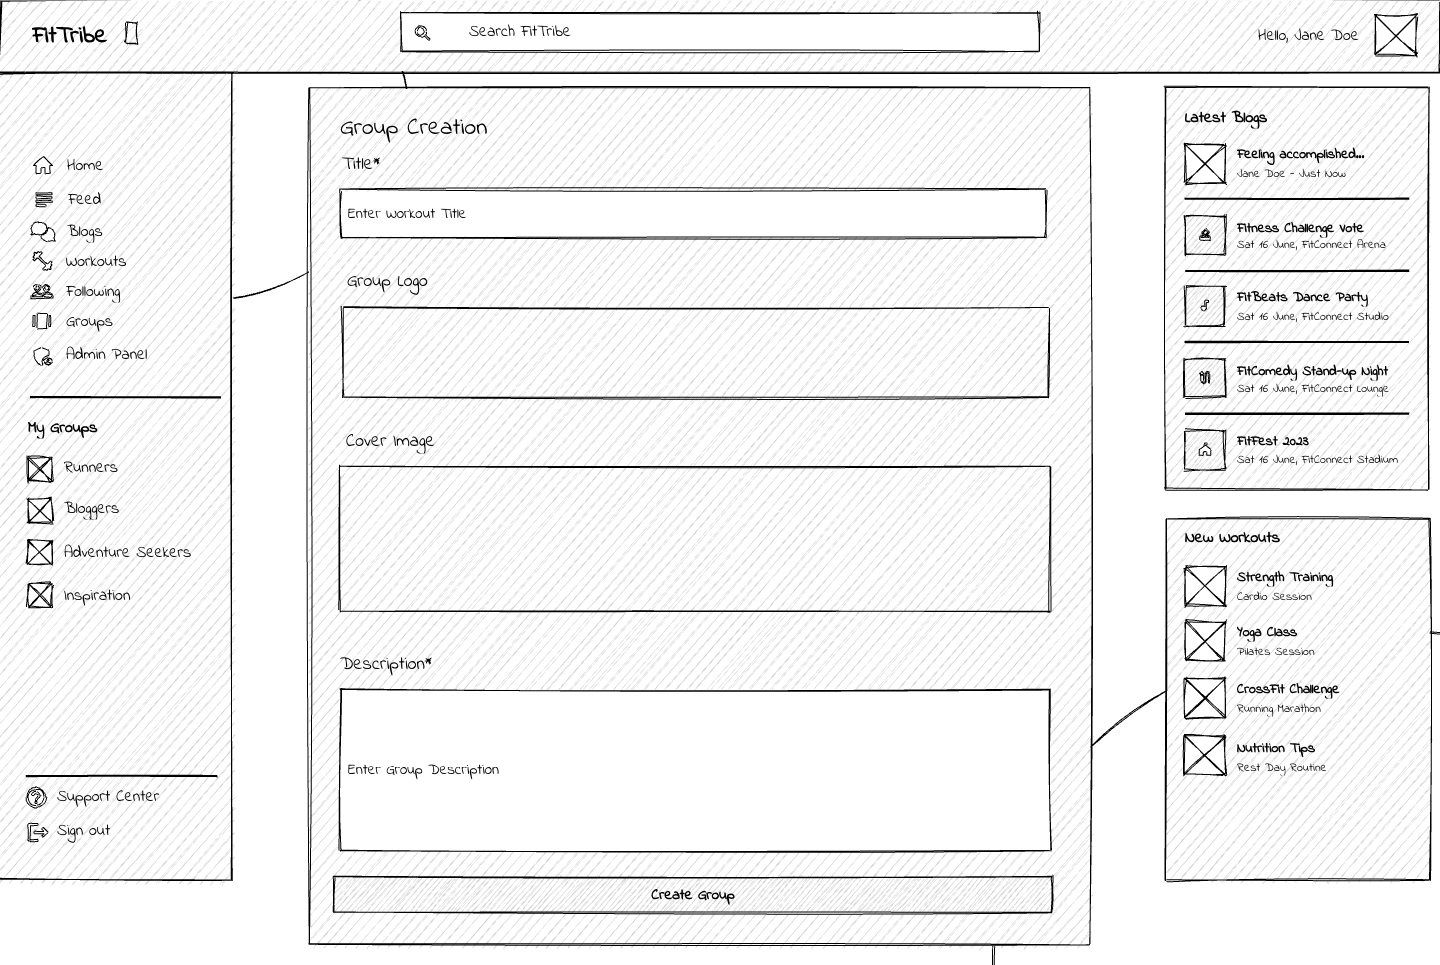 FitTribe
Search FitTribe
Hello, Jane Doe
Home
Feed
Blogs
Workouts
Following
Groups
Admin Panel
My Groups
Runners
Bloggers
Adventure Seekers
Inspiration
Support Center
Sign out
Group Creation
Title*
Enter Workout Title
Group Logo
Cover Image
Description*
Enter Group Description
Create Group
Latest Blogs
Feeling accomplished...
Jane Doe - Just Now
Fitness Challenge Vote
Sat 16 June, FitConnect Arena
FitBeats Dance Party
Sat 16 June, FitConnect Studio
FitComedy Stand-up Night
Sat 16 June, FitConnect Lounge
FitFest 2023
Sat 16 June, FitConnect Stadium
New Workouts
Strength Training
Cardio Session
Yoga Class
Pilates Session
CrossFit Challenge
Running Marathon
Nutrition Tips
Rest Day Routine